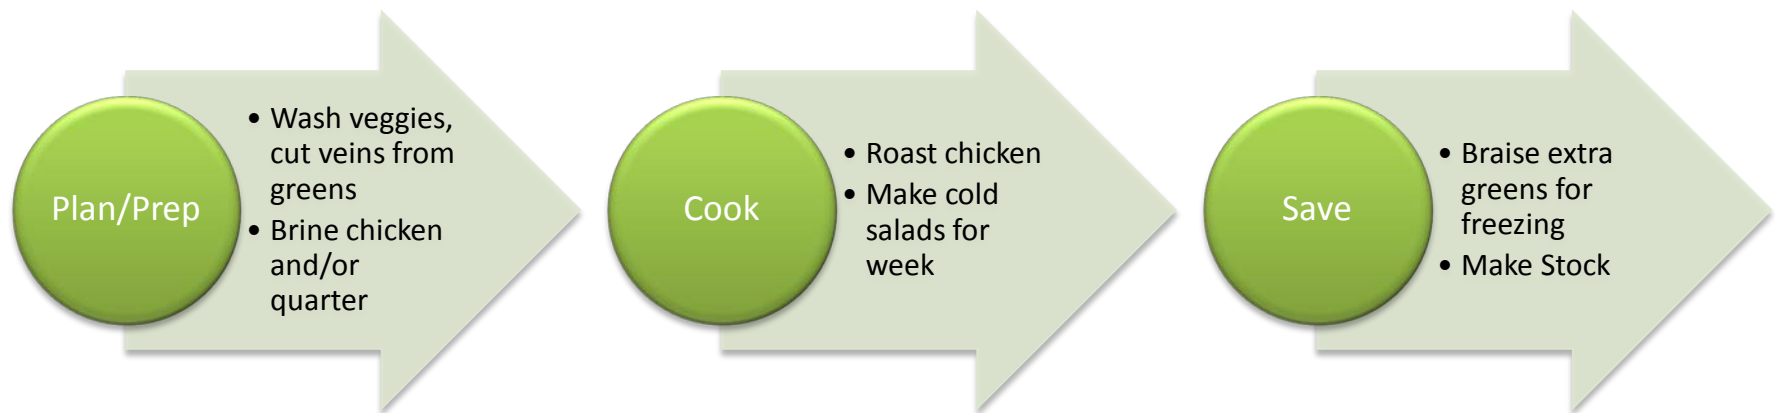 Plan/Prep
• Wash veggies,
cut veins from
greens
• Brine chicken
and/or
quarter
Cook
• Roast chicken
• Make cold
salads for
week
Save
• Braise extra
greens for
freezing
• Make Stock